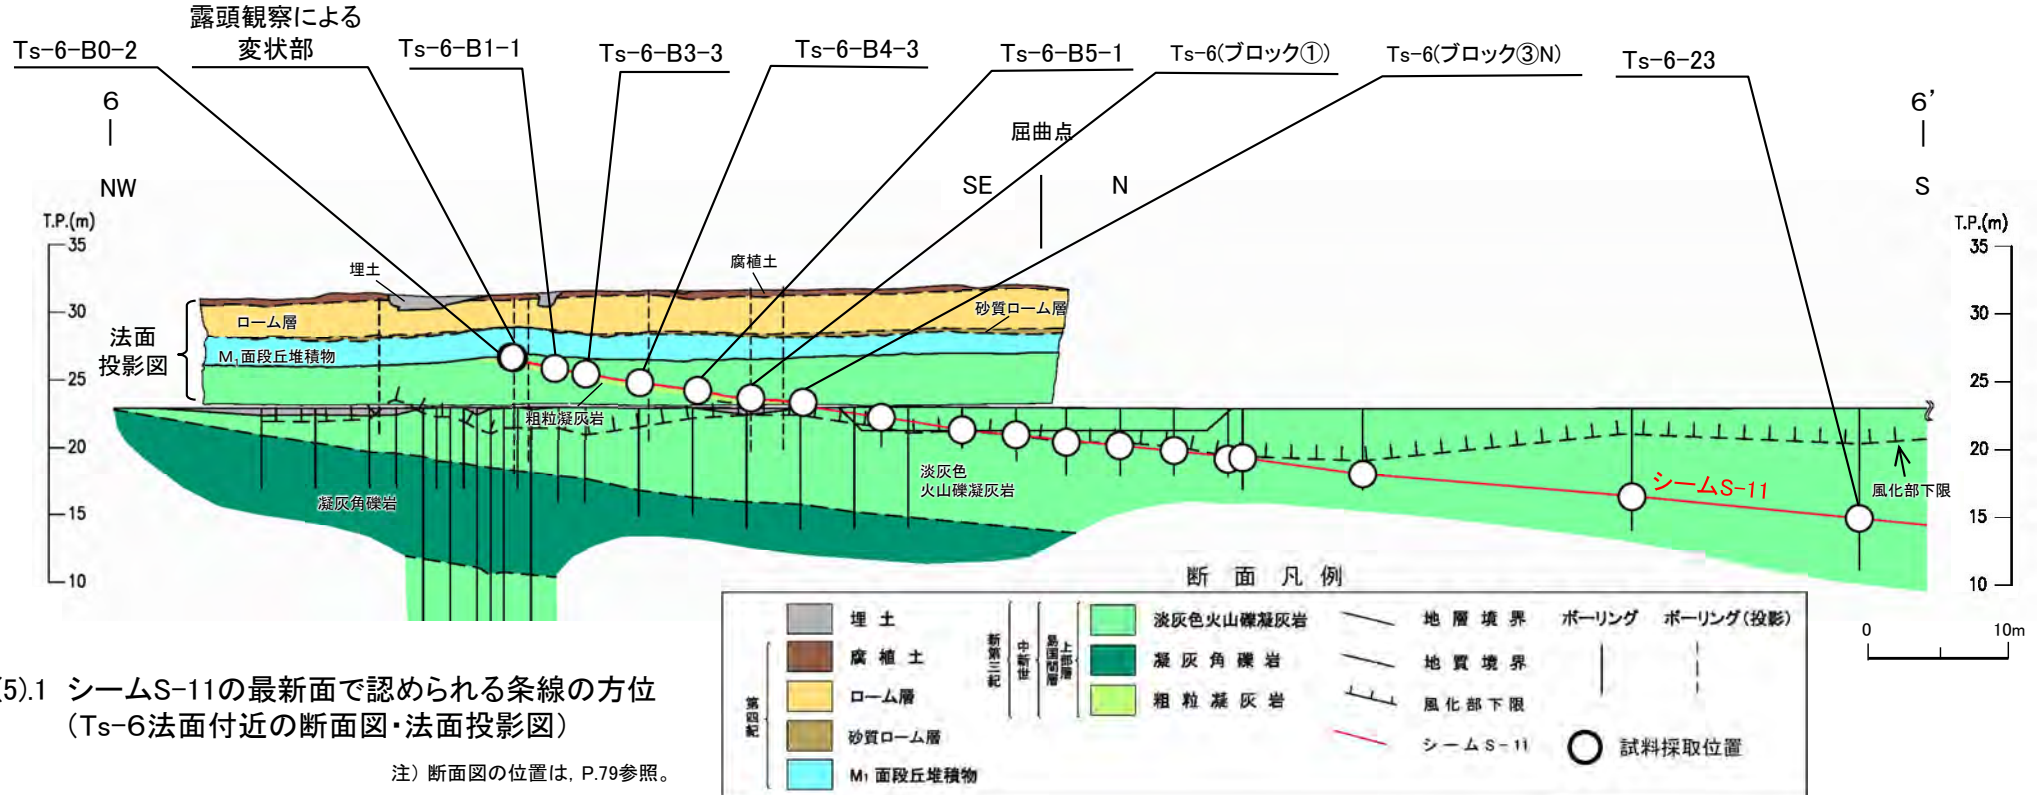 露頭観察による
変状部
Ts-6-B0-2
Ts-6-B1-1
Ts-6-B3-3
Ts-6-B4-3
Ts-6-B5-1
Ts-6(ブロック①)
Ts-6(ブロック③N)
Ts-6-23
6
6’
屈曲点
NW
SE
N
S
T.P.(m)
T.P.(m)
35
30
25
20
15
10
35
30
25
20
15
10
埋土
腐植土
ローム層
砂質ローム層
法面
投影図
M₁面段丘堆積物
粗粒凝灰岩
淡灰色
火山礫凝灰岩
凝灰角礫岩
シームS-11
風化部下限
断面凡例
埋土
腐植土
ローム層
砂質ローム層
M₁面段丘堆積物
第四紀
新第三紀
中新世
易国間層
上部層
淡灰色火山礫凝灰岩
凝灰角礫岩
粗粒凝灰岩
地層境界
地質境界
風化部下限
シームS-11
ボーリング
ボーリング(投影)
試料採取位置
0
10m
5).1 シームS-11の最新面で認められる条線の方位
(Ts-6法面付近の断面図・法面投影図)
注) 断面図の位置は, P.79参照。